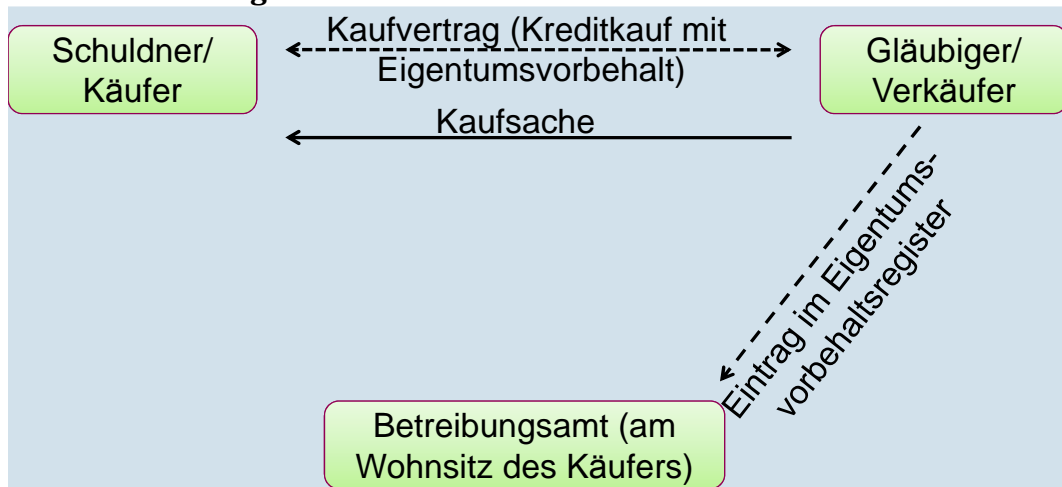 Schuldner/
Käufer
Kaufvertrag (Kreditkauf mit
Eigentumsvorbehalt)
Gläubiger/
Verkäufer
Kaufsache
Eintrag im Eigentums-
vorbehaltsregister
Betreibungsamt (am
Wohnsitz des Käufers)